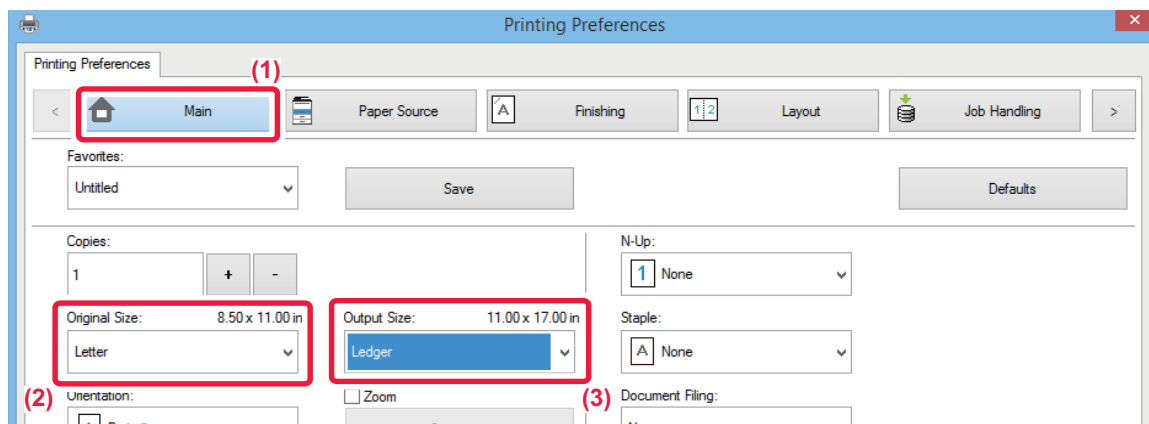 Printing Preferences
Printing Preferences
(1)
< Main Paper Source A Finishing 1 2 Layout Job Handling >
Favorites:
Untitled Save Defaults
Copies: N-Up:
1 + - 1 None
Original Size: 8.50 x 11.00 in Output Size: 11.00 x 17.00 in Staple:
Letter Ledger A None
(2) Orientation: Zoom (3) Document Filing: